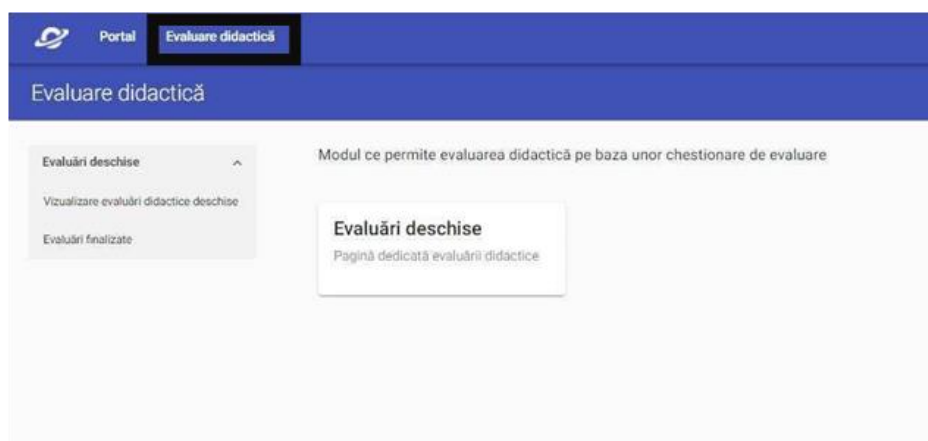 Portal Evaluare didactică
Evaluare didactică
Evaluări deschise
Vizualizare evaluări didactice deschise
Evaluări finalizate
Modul ce permite evaluarea didactică pe baza unor chestionare de evaluare
Evaluări deschise
Pagină dedicată evaluării didactice